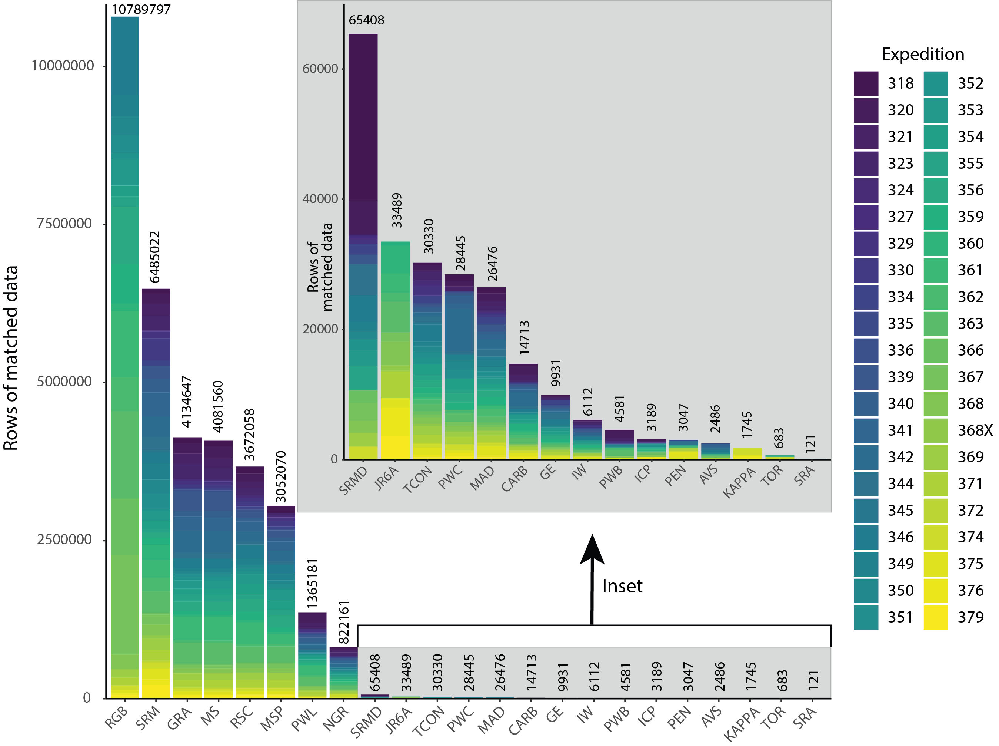 Rows of matched data
10000000
7500000
5000000
2500000
0
10789797
6485022
4134647
4081560
3672058
3052070
1365181
822161
65408
33489
30330
28445
26476
14713
9931
6112
4581
3189
3047
2486
1745
683
121
RGB
SRM
GRA
MS
RSC
MSP
PWL
NGR
SRMD
JR6A
TCON
PWC
MAD
CARB
GE
IW
PWB
ICP
PEN
AVS
KAPPA
TOR
SRA
Rows of
matched data
60000
40000
20000
0
65408
33489
30330
28445
26476
14713
9931
6112
4581
3189
3047
2486
1745
683
121
SRMD
JR6A
TCON
PWC
MAD
CARB
GE
IW
PWB
ICP
PEN
AVS
KAPPA
TOR
SRA
Inset
Expedition
318
320
321
323
324
327
329
330
334
335
336
339
340
341
342
344
345
346
349
350
351
352
353
354
355
356
359
360
361
362
363
366
367
368
368X
369
371
372
374
375
376
379